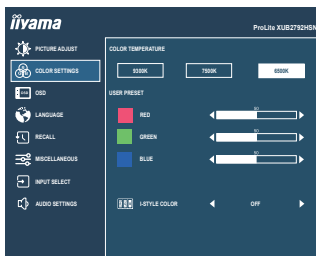 iiyama
ProLite XUB2792HSN
PICTURE ADJUST
COLOR SETTINGS
OSD
LANGUAGE
RECALL
MISCELLANEOUS
INPUT SELECT
AUDIO SETTINGS
COLOR TEMPERATURE
9300K
7500K
6500K
USER PRESET
RED
50
GREEN
50
BLUE
50
I-STYLE COLOR
OFF